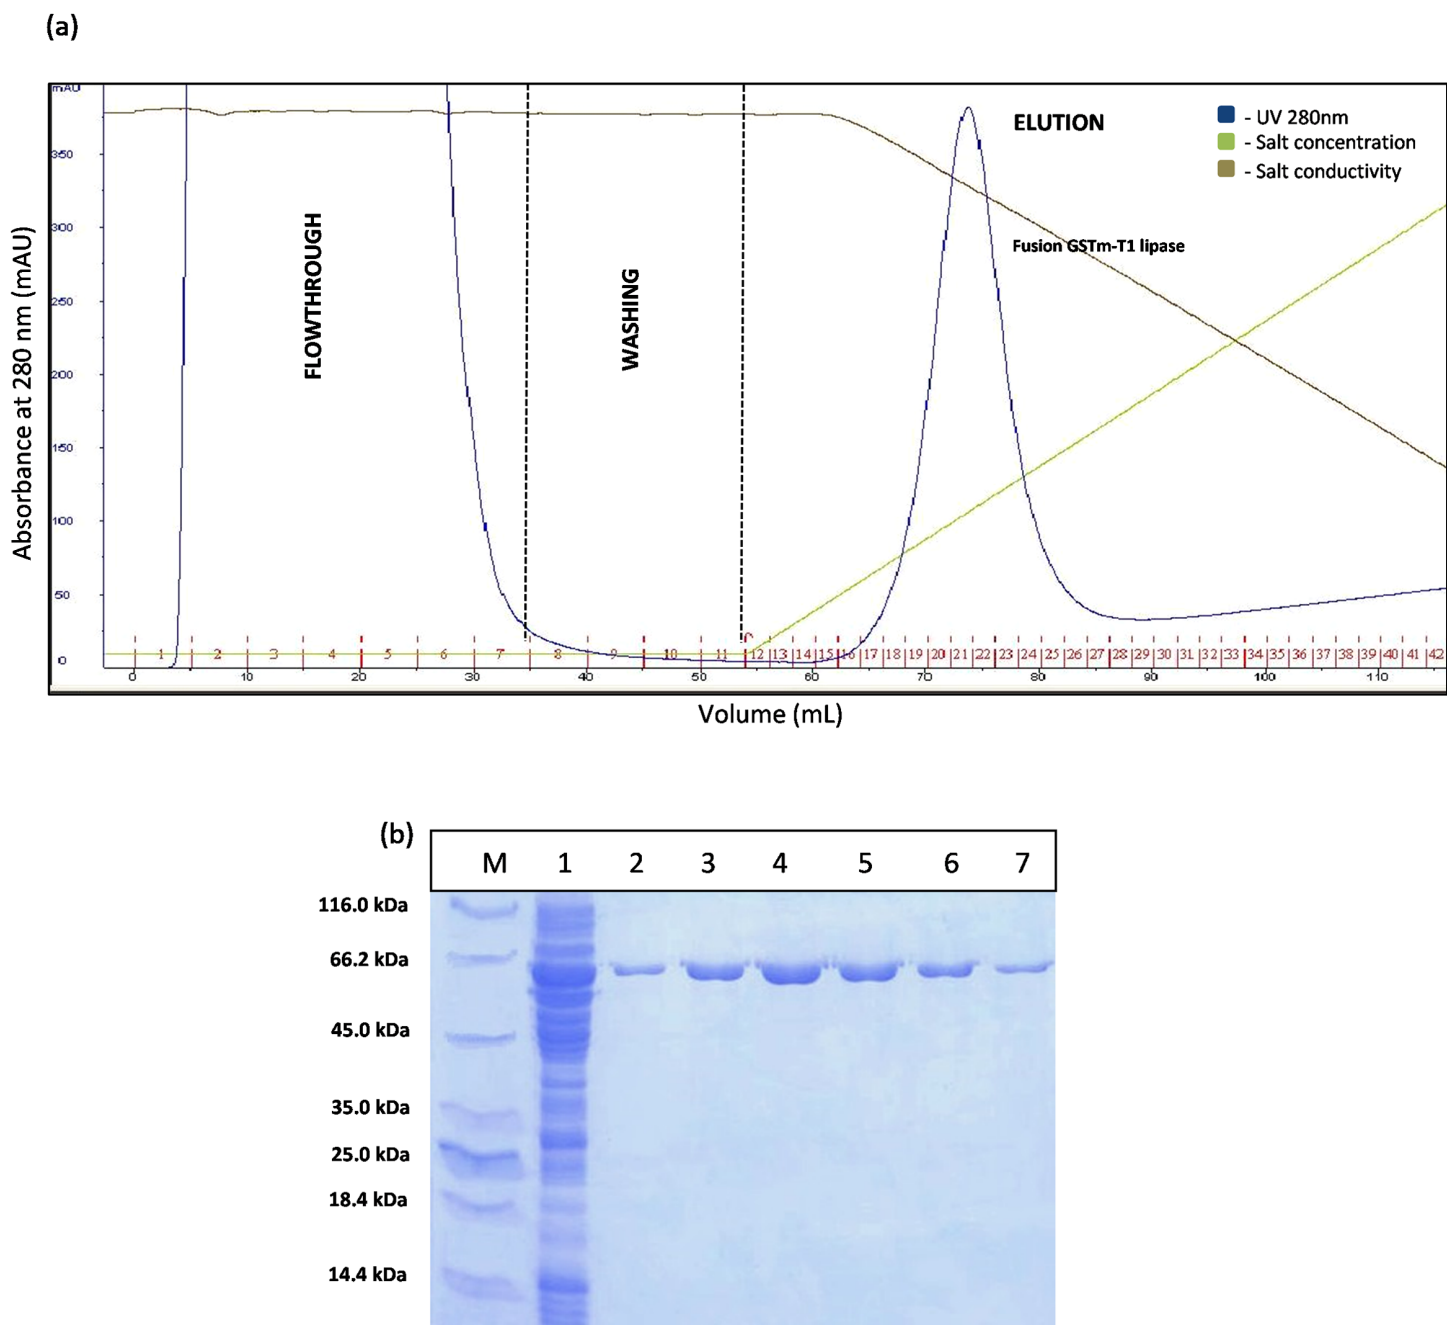 (a)
mAU
350
300
250
200
150
100
50
0
Absorbance at 280 nm (mAU)
FLOWTHROUGH
WASHING
ELUTION
- UV 280nm
- Salt concentration
- Salt conductivity
Fusion GSTm-T1 lipase
1 2 3 4 5 6 7 8 9 10 11 12 13 14 15 16 17 18 19 20 21 22 23 24 25 26 27 28 29 30 31 32 33 34 35 36 37 38 39 40 41 42
0 10 20 30 40 50 60 70 80 90 100 110
Volume (mL)
(b)
M 1 2 3 4 5 6 7
116.0 kDa
66.2 kDa
45.0 kDa
35.0 kDa
25.0 kDa
18.4 kDa
14.4 kDa